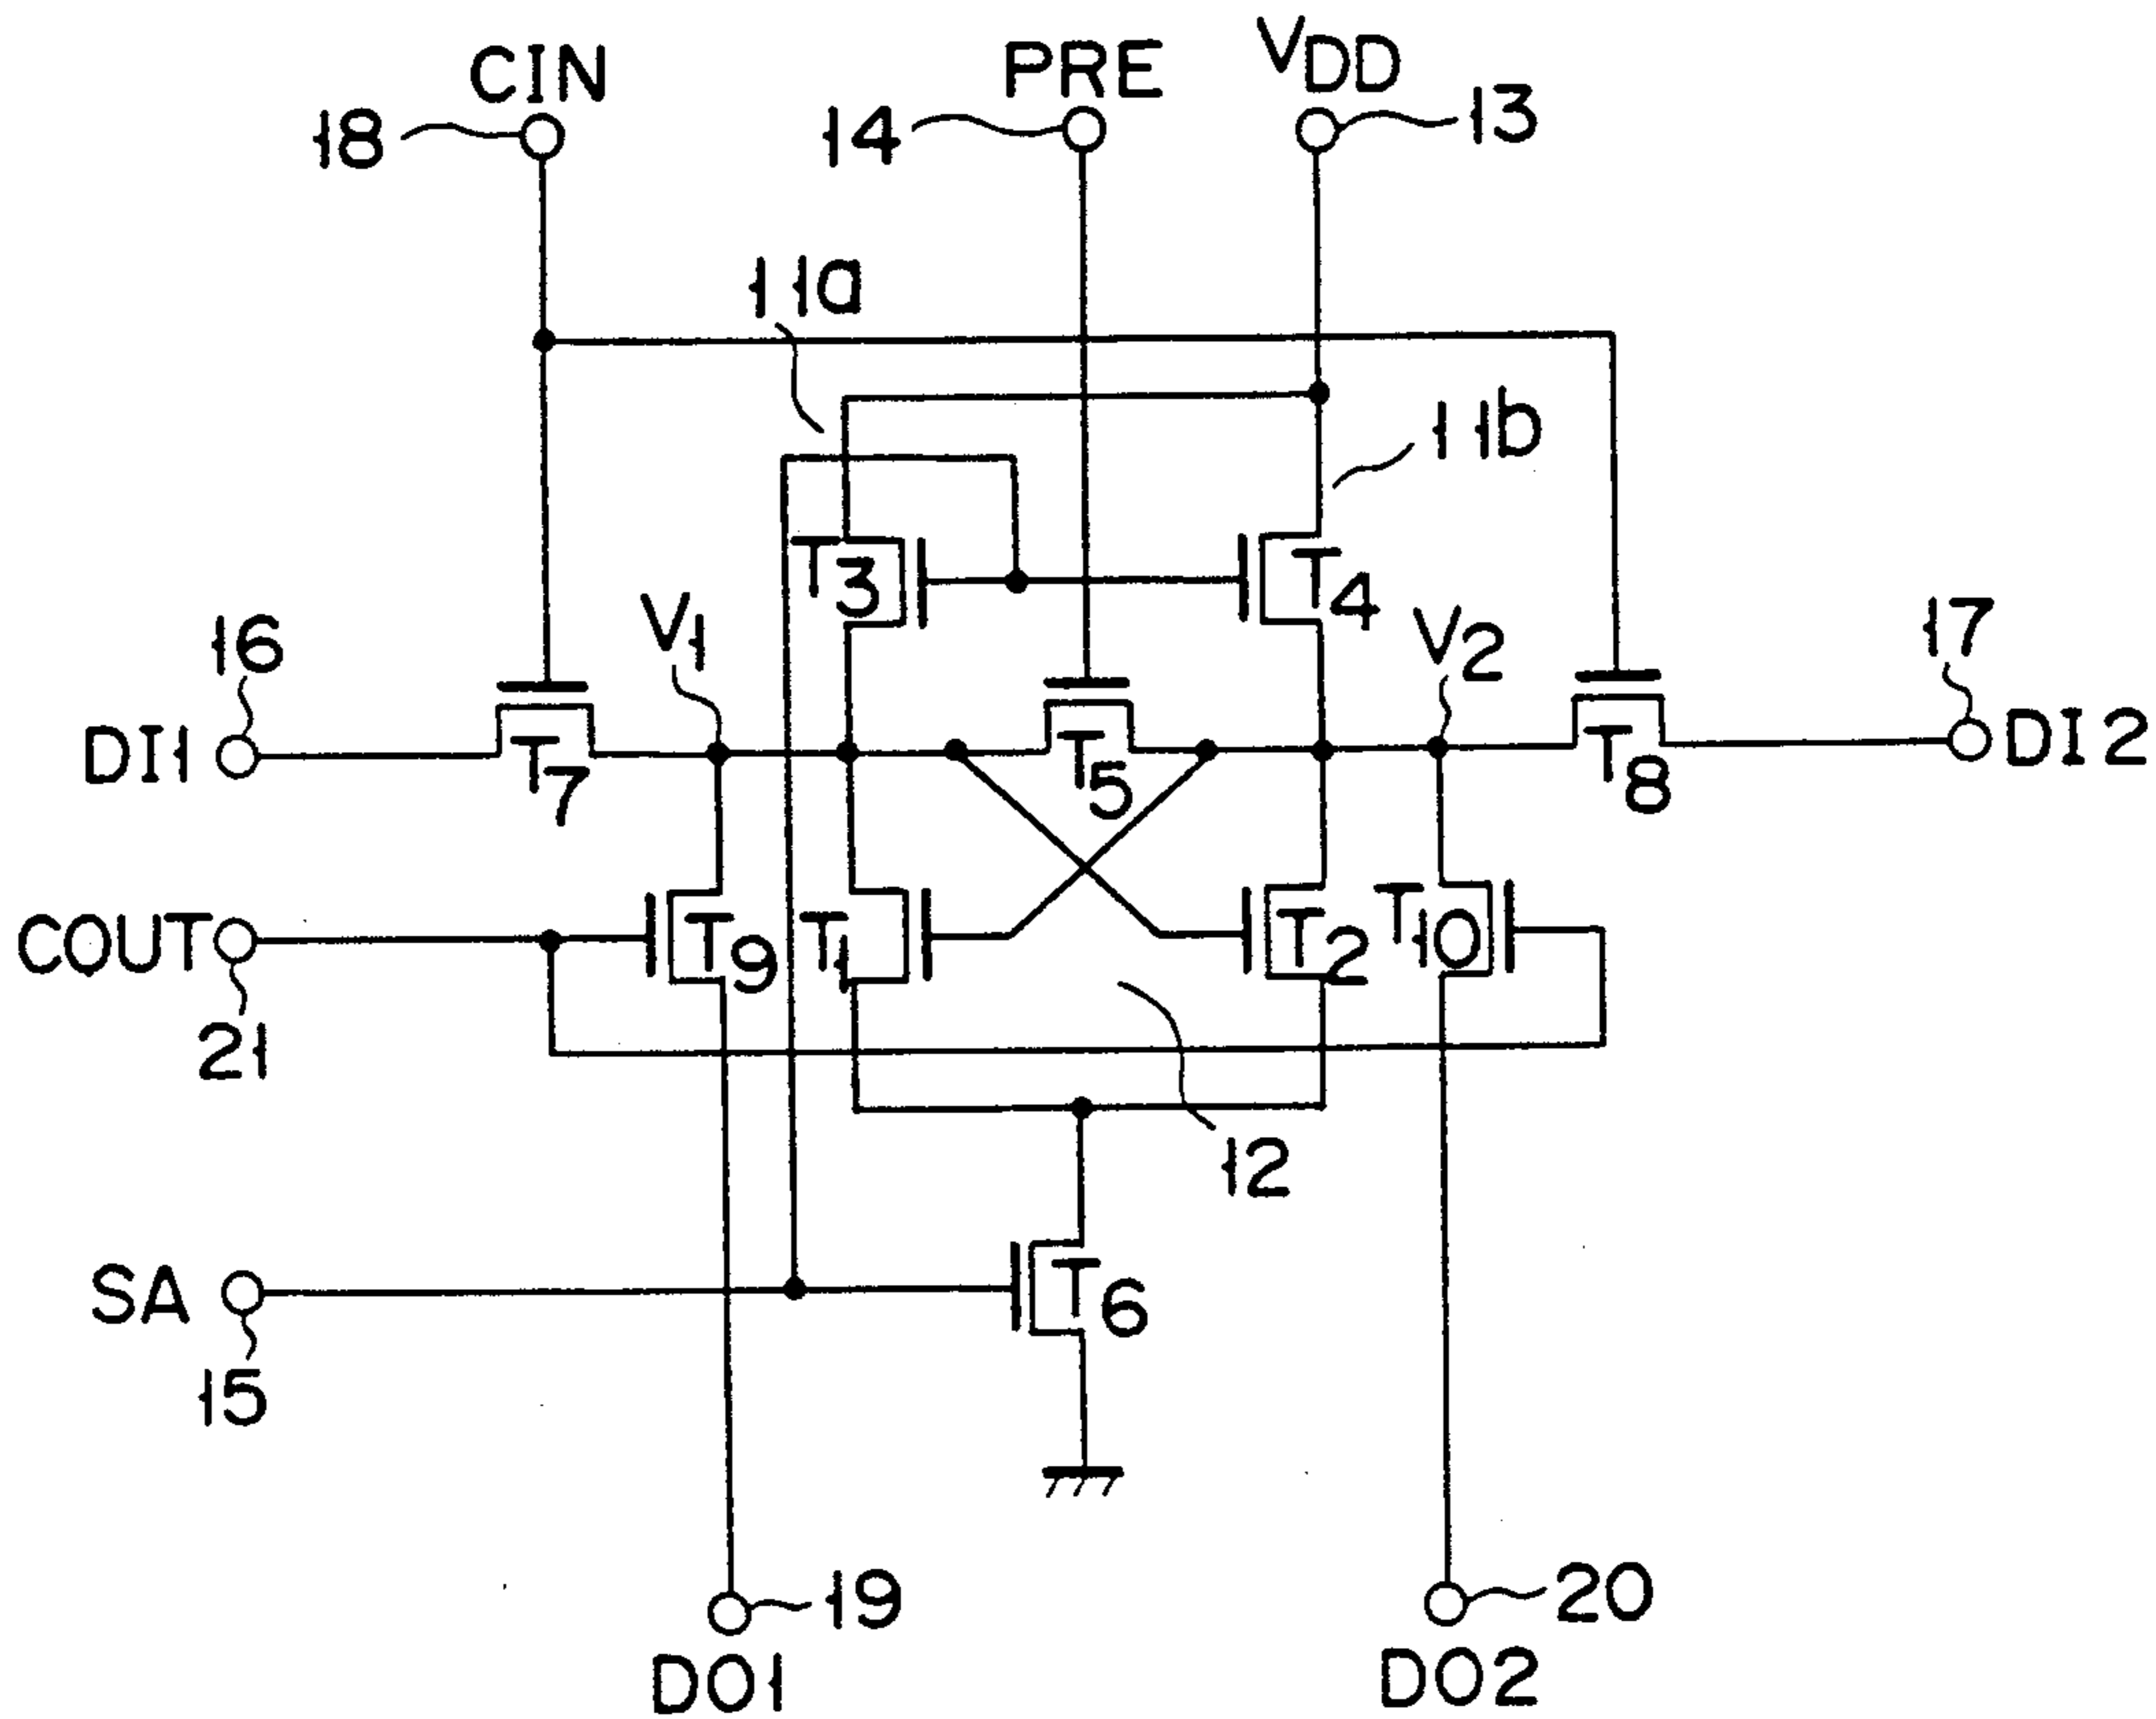 CIN
PRE
VDD
18
14
13
11a
11b
T3
T4
16
V1
V2
17
DI1
T7
T5
T8
DI2
COUT
T9
T1
T2
T10
21
12
SA
T6
15
19
20
DO1
DO2